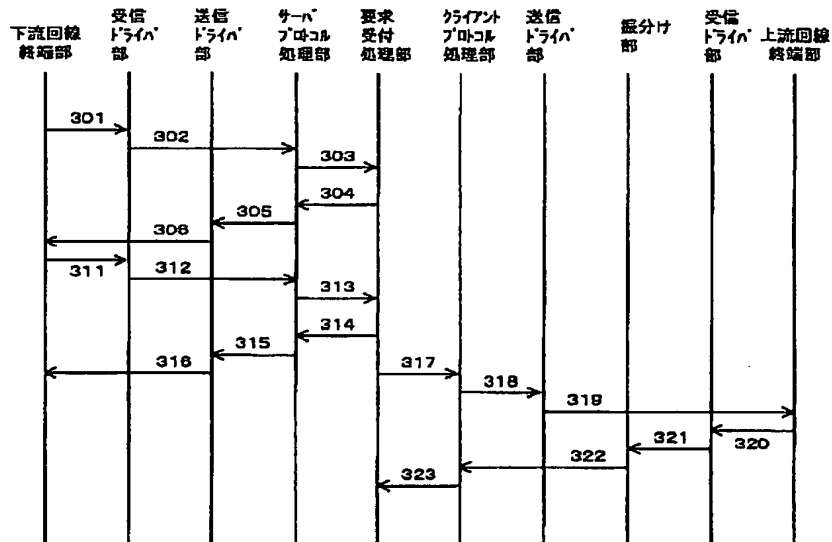 下流回線
終端部
受信
ドライバ
部
送信
ドライバ
部
サーバ
プロトコル
処理部
要求
受付
処理部
クライアント
プロトコル
処理部
送信
ドライバ
部
振分け
部
受信
ドライバ
部
上流回線
終端部
301
302
303
304
305
306
311
312
313
314
315
316
317
318
319
320
321
322
323